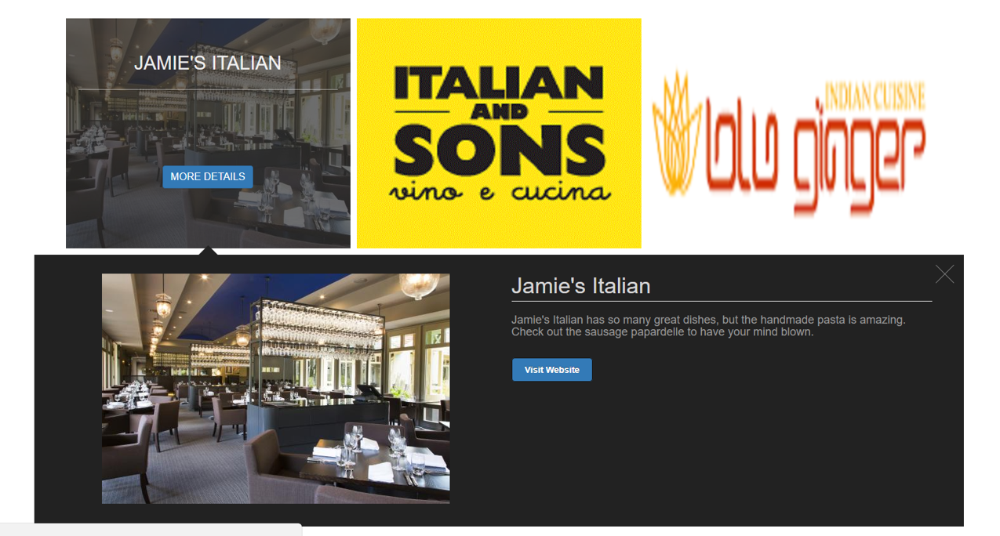 JAMIE'S ITALIAN
MORE DETAILS
ITALIAN
AND
SONS
vino e cucina
INDIAN CUISINE
BLU GINGER
Jamie's Italian
Jamie's Italian has so many great dishes, but the handmade pasta is amazing.
Check out the sausage papardelle to have your mind blown.
Visit Website